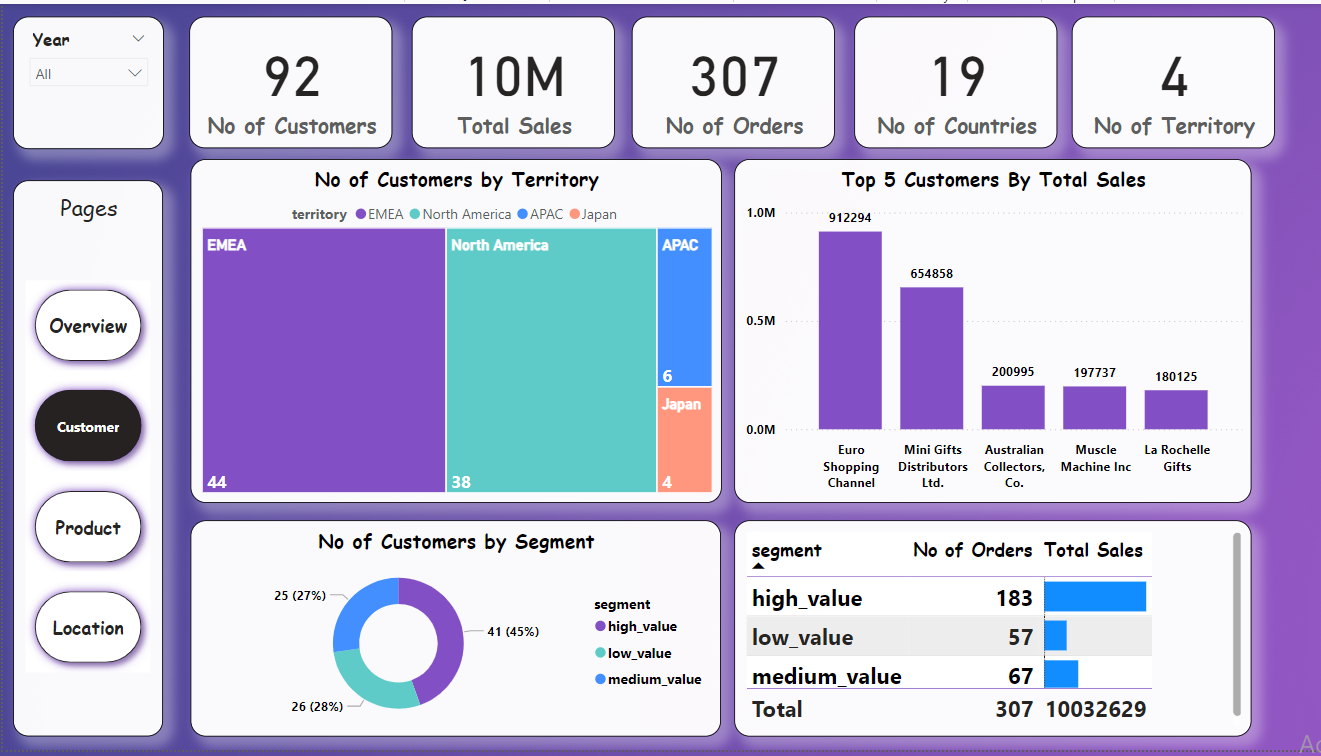 Year
All
92
No of Customers
10M
Total Sales
307
No of Orders
19
No of Countries
4
No of Territory
Pages
Overview
Customer
Product
Location
No of Customers by Territory
territory EMEA North America APAC Japan
EMEA
44
North America
38
APAC
6
Japan
4
Top 5 Customers By Total Sales
1.0M
0.5M
0.0M
912294
654858
200995
197737
180125
Euro
Shopping
Channel
Mini Gifts
Distributors
Ltd.
Australian
Collectors,
Co.
Muscle
Machine Inc
La Rochelle
Gifts
No of Customers by Segment
25 (27%)
41 (45%)
26 (28%)
segment
high_value
low_value
medium_value
segment No of Orders Total Sales
high_value 183
low_value 57
medium_value 67
Total 307 10032629